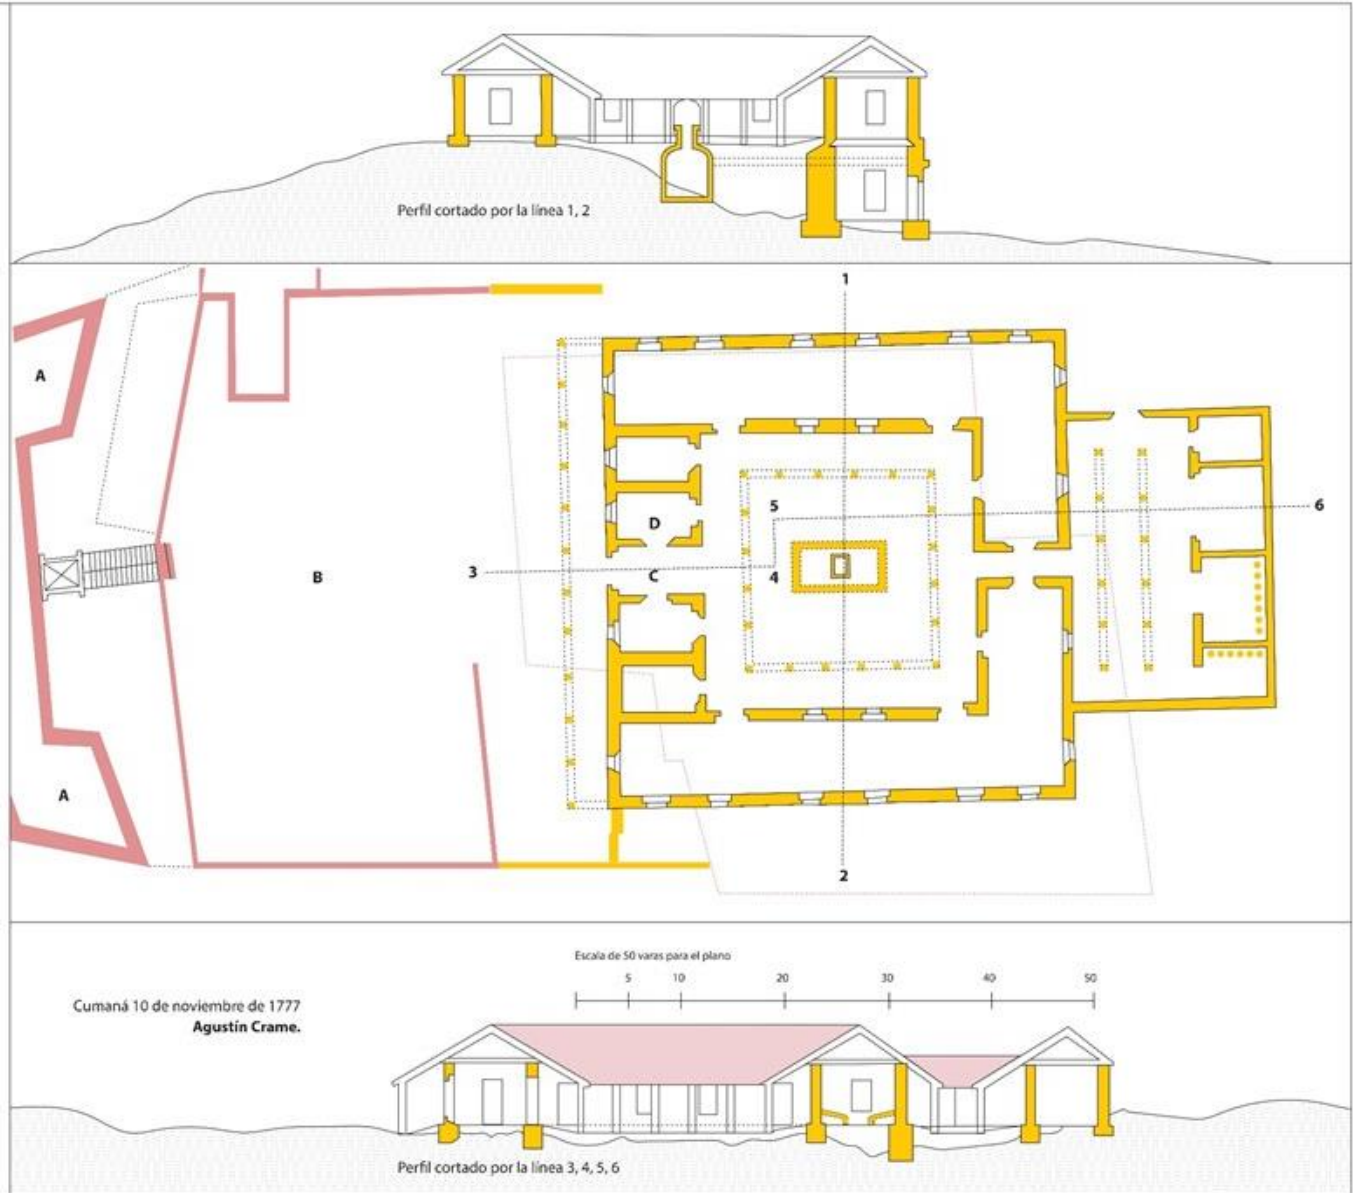 Perfil cortado por la línea 1, 2
1
A
D
5
6
B
3
C
4
A
2
Escala de 50 varas para el plano
5 10 20 30 40 50
Cumaná 10 de noviembre de 1777
Agustín Crame.
Perfil cortado por la línea 3, 4, 5, 6